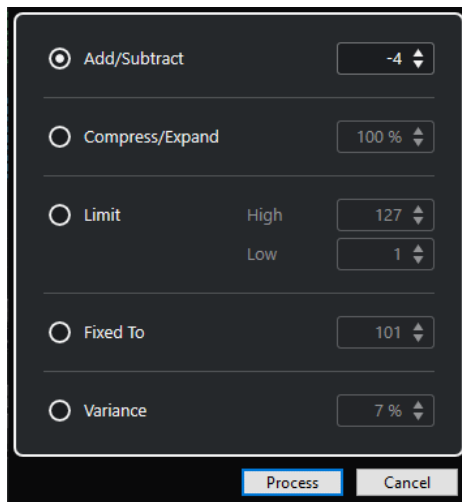 Add/Subtract -4
Compress/Expand 100 %
Limit High 127
Low 1
Fixed To 101
Variance 7 %
Process Cancel